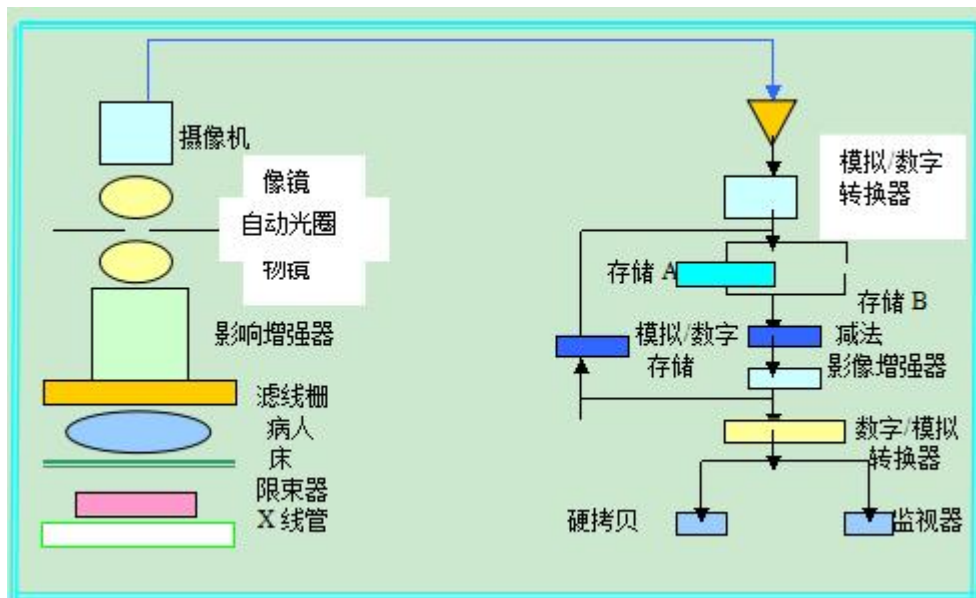 摄像机
像镜
自动光圈
物镜
影响增强器
滤线栅
病人
床
限束器
X 线管
模拟/数字
转换器
存储 A
存储 B
模拟/数字
存储
减法
影像增强器
数字/模拟
转换器
硬拷贝
监视器